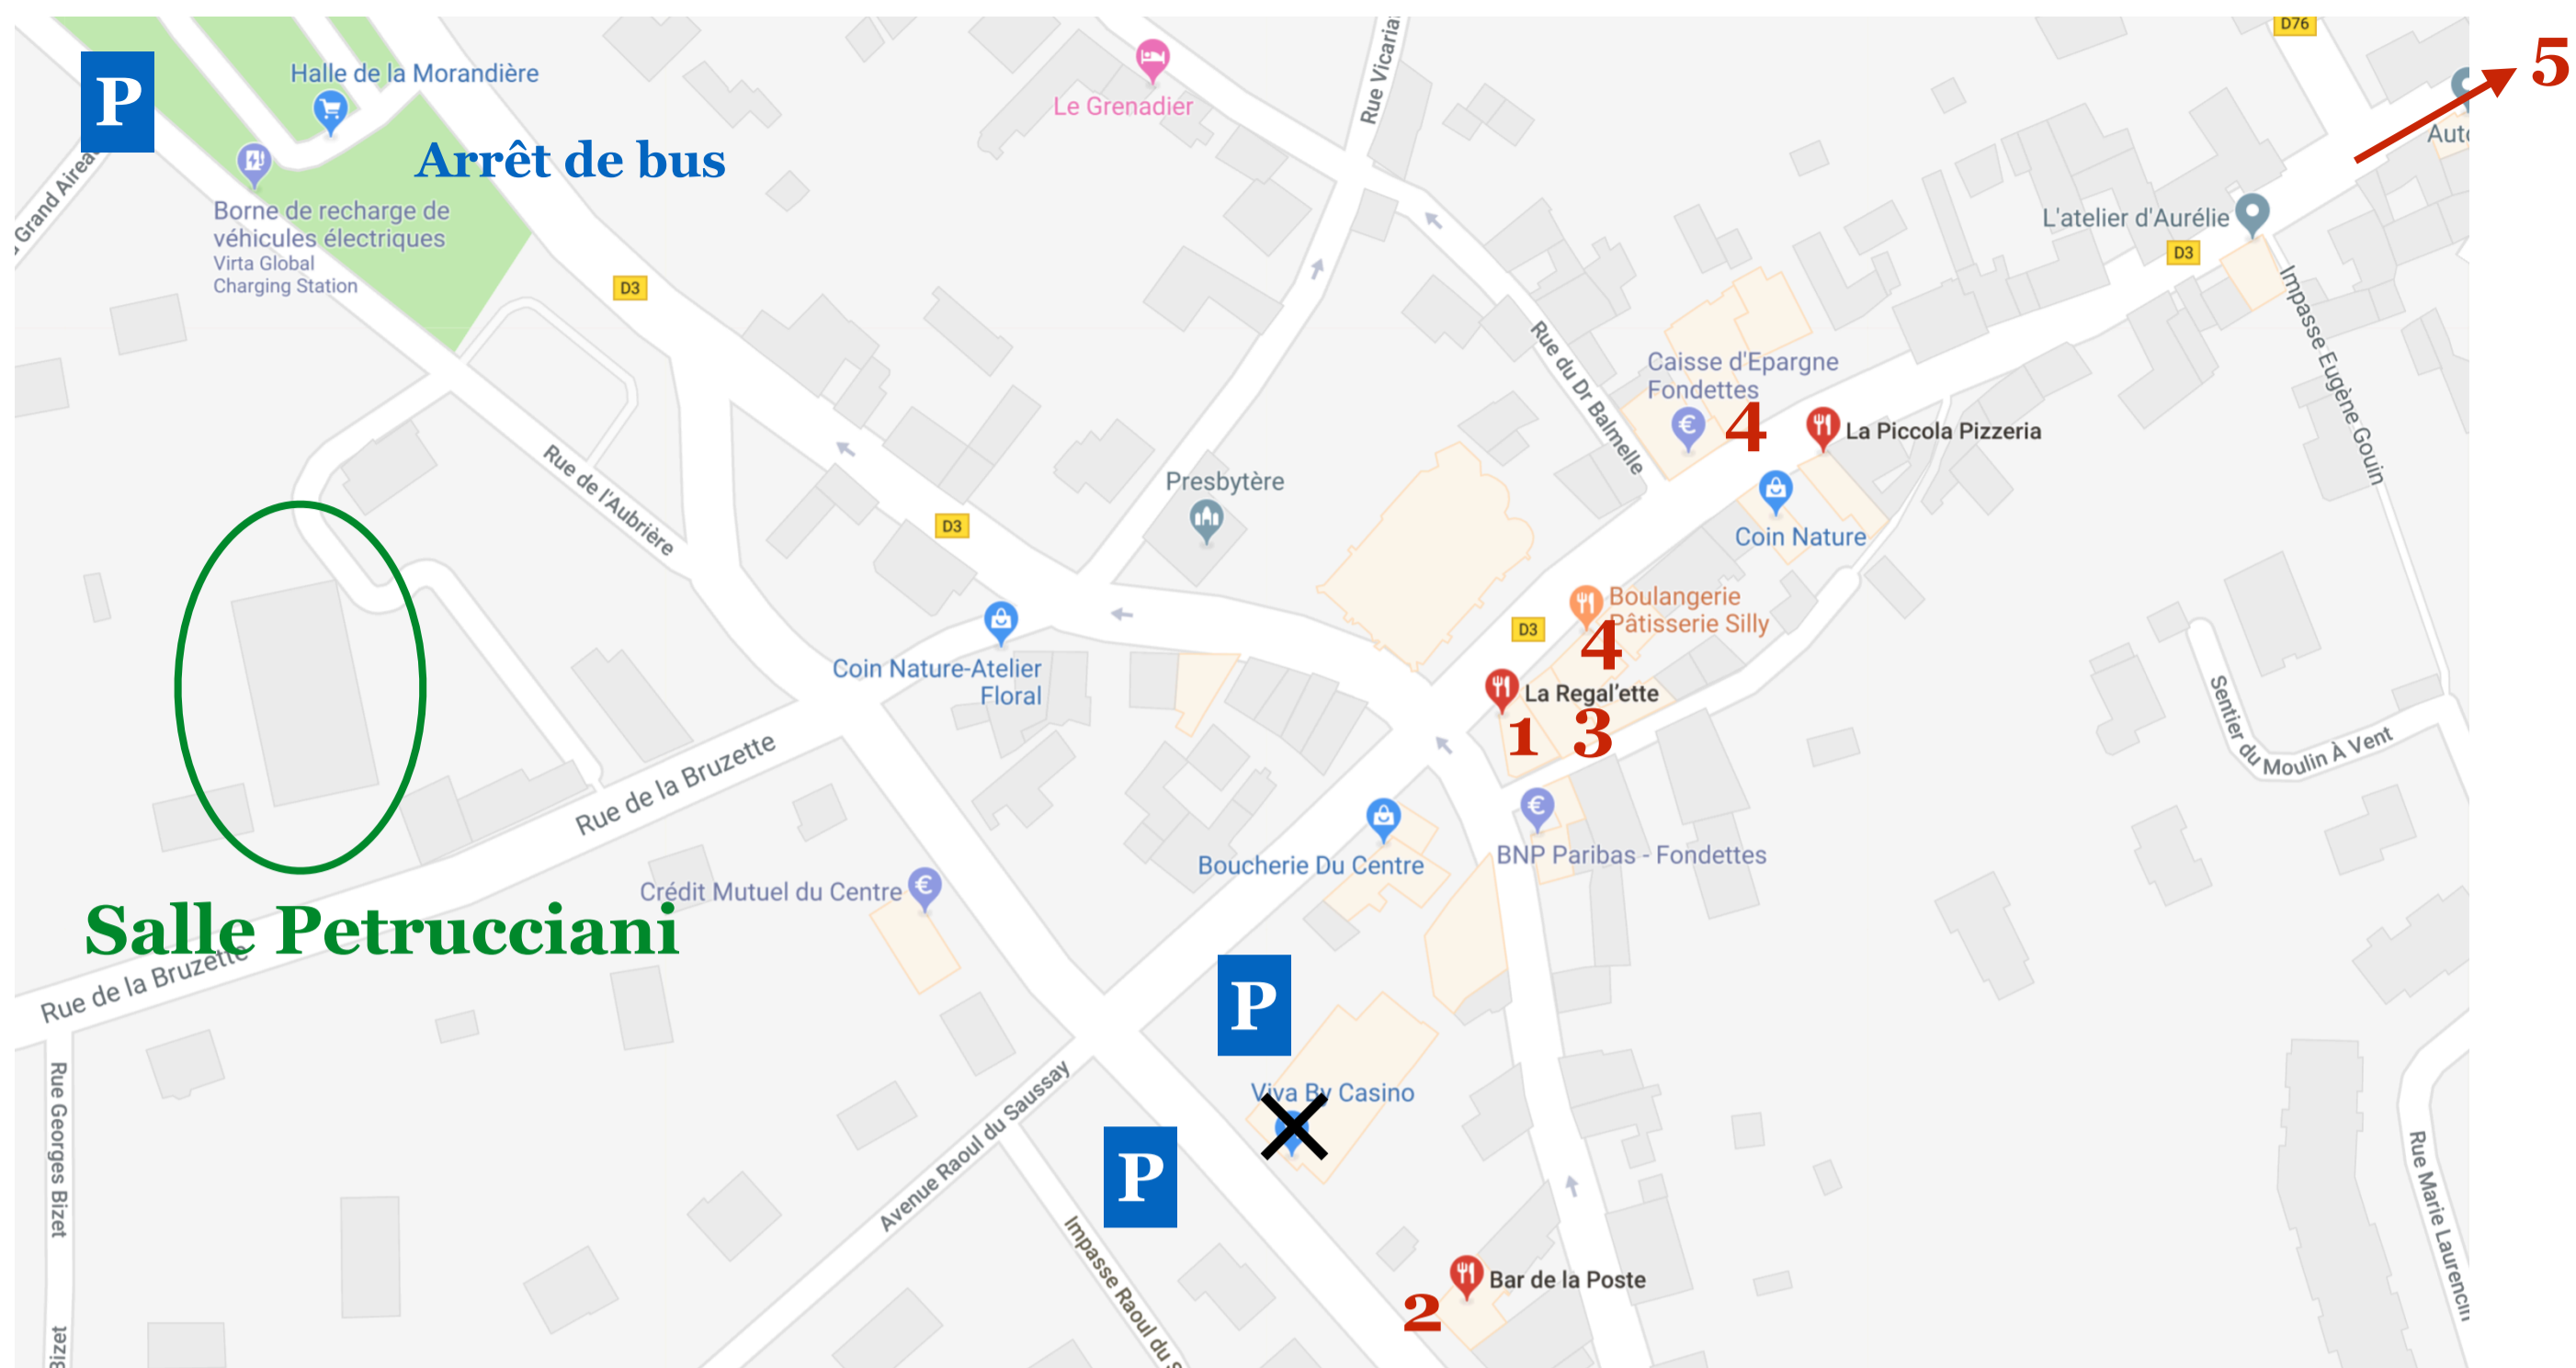 D76
5
P
Halle de la Morandière
Arrêt de bus
Borne de recharge de
véhicules électriques
Virta Global
Charging Station
Grand Airea
Le Grenadier
Rue Vicaria
Auto
L'atelier d'Aurélie
D3
D3
Impasse Eugène Gouin
Rue du Dr Balmelle
Caisse d'Epargne
Fondettes
4
La Piccola Pizzeria
Coin Nature
Rue de l'Aubrière
Presbytère
D3
Boulangerie
Pâtisserie Silly
D3
4
Coin Nature-Atelier
Floral
La Regal'ette
1
3
Sentier du Moulin À Vent
Rue de la Bruzette
Boucherie Du Centre
BNP Paribas - Fondettes
Crédit Mutuel du Centre
Salle Petrucciani
Rue de la Bruzette
P
Viva By Casino
P
Avenue Raoul du Saussay
Rue Georges Bizet
Impasse Raoul du S
Rue Marie Laurencin
Bar de la Poste
2
Bizet